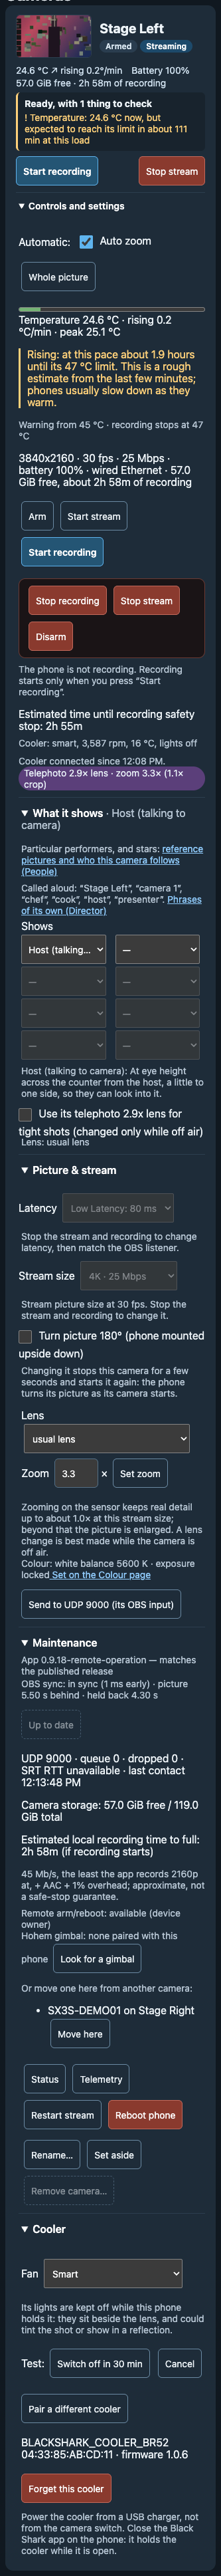 Stage Left
Armed Streaming
24.6 °C ↗ rising 0.2°/min Battery 100%
57.0 GiB free · 2h 58m of recording
Ready, with 1 thing to check
! Temperature: 24.6 °C now, but
expected to reach its limit in about 111
min at this load
Start recording Stop stream
▼ Controls and settings
Automatic: Auto zoom
Whole picture
Temperature 24.6 °C · rising 0.2
°C/min · peak 25.1 °C
Rising: at this pace about 1.9 hours
until its 47 °C limit. This is a rough
estimate from the last few minutes;
phones usually slow down as they
warm.
Warning from 45 °C · recording stops at 47
°C
3840x2160 · 30 fps · 25 Mbps ·
battery 100% · wired Ethernet · 57.0
GiB free, about 2h 58m of recording
Arm Start stream
Start recording
Stop recording Stop stream
Disarm
The phone is not recording. Recording
starts only when you press “Start
recording”.
Estimated time until recording safety
stop: 2h 55m
Cooler: smart, 3,587 rpm, 16 °C, lights off
Cooler connected since 12:08 PM.
Telephoto 2.9× lens · zoom 3.3× (1.1×
crop)
▼ What it shows · Host (talking to
camera)
Particular performers, and stars: reference
pictures and who this camera follows
(People)
Called aloud: “Stage Left”, “camera 1”,
“chef”, “cook”, “host”, “presenter”. Phrases
of its own (Director)
Shows
Host (talking... —
— —
— —
— —
Host (talking to camera): At eye height
across the counter from the host, a little to
one side, so they can look into it.
Use its telephoto 2.9x lens for
tight shots (changed only while off air)
Lens: usual lens
▼ Picture & stream
Latency Low Latency: 80 ms
Stop the stream and recording to change
latency, then match the OBS listener.
Stream size 4K · 25 Mbps
Stream picture size at 30 fps. Stop the
stream and recording to change it.
Turn picture 180° (phone mounted
upside down)
Changing it stops this camera for a few
seconds and starts it again: the phone
turns its picture as its camera starts.
Lens
usual lens
Zoom 3.3 × Set zoom
Zooming on the sensor keeps real detail
up to about 1.0× at this stream size;
beyond that the picture is enlarged. A lens
change is best made while the camera is
off air.
Colour: white balance 5600 K · exposure
locked Set on the Colour page
Send to UDP 9000 (its OBS input)
▼ Maintenance
App 0.9.18-remote-operation — matches
the published release
OBS sync: in sync (1 ms early) · picture
5.50 s behind · held back 4.30 s
Up to date
UDP 9000 · queue 0 · dropped 0 ·
SRT RTT unavailable · last contact
12:13:48 PM
Camera storage: 57.0 GiB free / 119.0
GiB total
Estimated local recording time to full:
2h 58m (if recording starts)
45 Mb/s, the least the app records 2160p
at, + AAC + 1% overhead; approximate, not
a safe-stop guarantee.
Remote arm/reboot: available (device
owner)
Hohem gimbal: none paired with this
phone Look for a gimbal
Or move one here from another camera:
• SX3S-DEMO01 on Stage Right
Move here
Status Telemetry
Restart stream Reboot phone
Rename... Set aside
Remove camera...
▼ Cooler
Fan Smart
Its lights are kept off while this phone
holds it: they sit beside the lens, and could
tint the shot or show in a reflection.
Test: Switch off in 30 min Cancel
Pair a different cooler
BLACKSHARK_COOLER_BR52
04:33:85:AB:CD:11 · firmware 1.0.6
Forget this cooler
Power the cooler from a USB charger, not
from the camera switch. Close the Black
Shark app on the phone: it holds the
cooler while it is open.